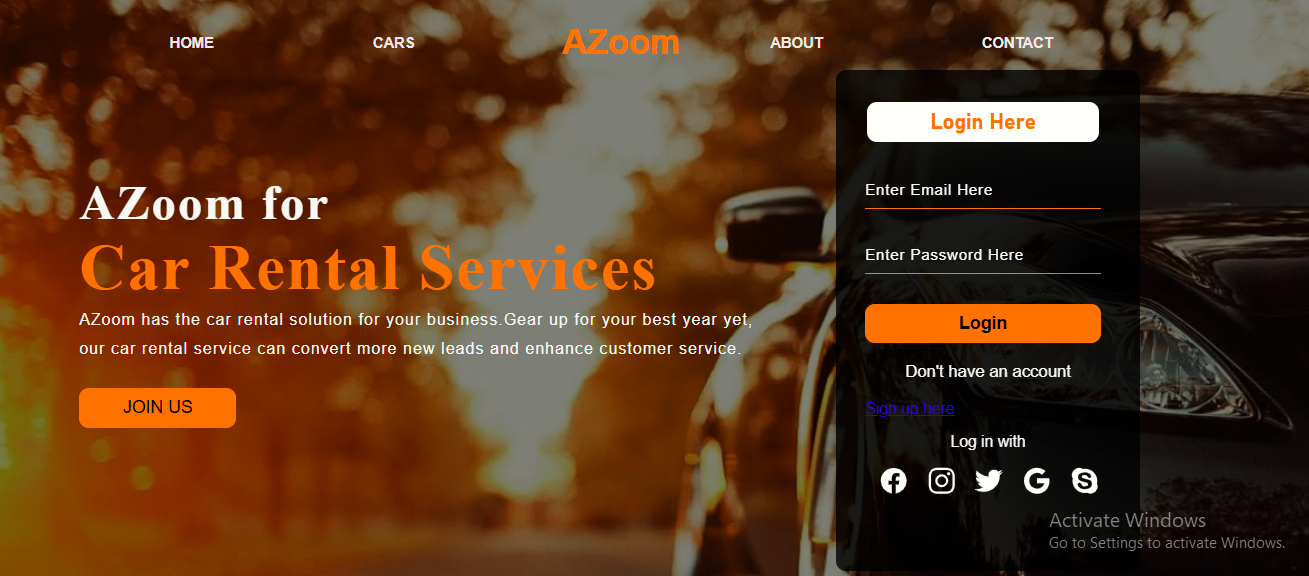 HOME CARS AZoom ABOUT CONTACT
Login Here
Enter Email Here
Enter Password Here
Login
Don't have an account
Sign up here
Log in with
AZoom for
Car Rental Services
AZoom has the car rental solution for your business.Gear up for your best year yet,
our car rental service can convert more new leads and enhance customer service.
JOIN US
Activate Windows
Go to Settings to activate Windows.